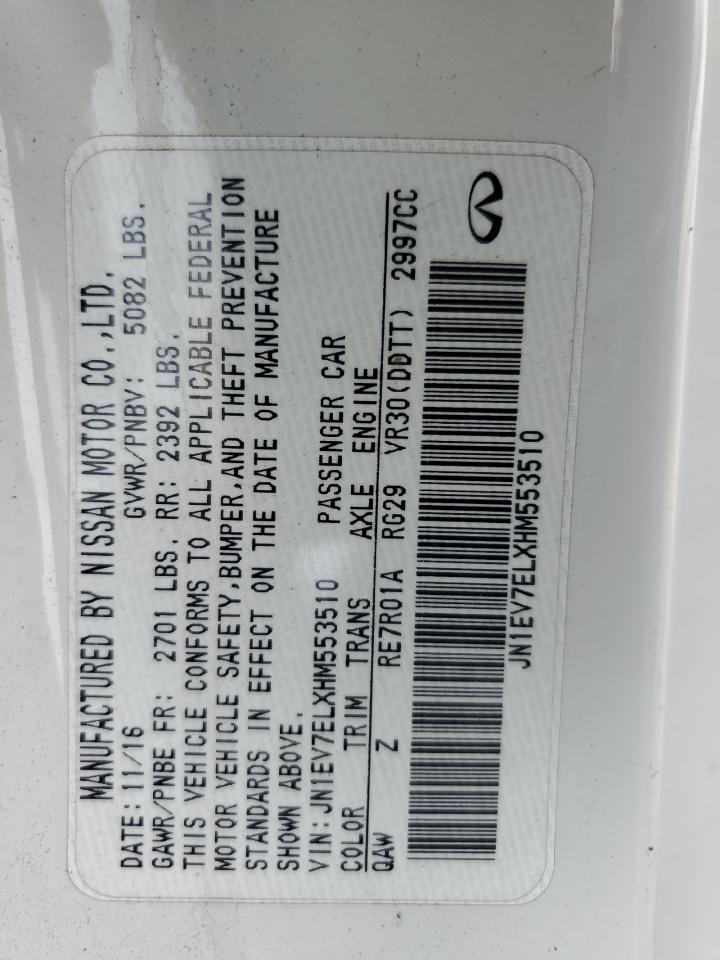 MANUFACTURED BY NISSAN MOTOR CO.,LTD.
DATE: 11/16 GVWR/PNBV: 5082 LBS.
GAWR/PNBE FR: 2701 LBS. RR: 2392 LBS.
THIS VEHICLE CONFORMS TO ALL APPLICABLE FEDERAL
MOTOR VEHICLE SAFETY,BUMPER,AND THEFT PREVENTION
STANDARDS IN EFFECT ON THE DATE OF MANUFACTURE
SHOWN ABOVE.
VIN: JN1EV7ELXHM553510 PASSENGER CAR
COLOR TRIM TRANS AXLE ENGINE
QAW Z RE7R01A RG29 VR30(DDTT) 2997CC
JN1EV7ELXHM553510